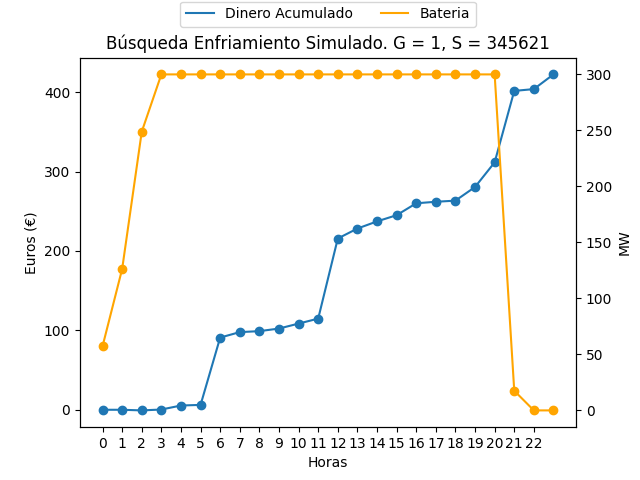 Dinero Acumulado Bateria
Búsqueda Enfriamiento Simulado. G = 1, S = 345621
400
300
200
100
0
Euros (€)
300
250
200
150
100
50
0
MW
0 1 2 3 4 5 6 7 8 9 10 11 12 13 14 15 16 17 18 19 20 21 22
Horas